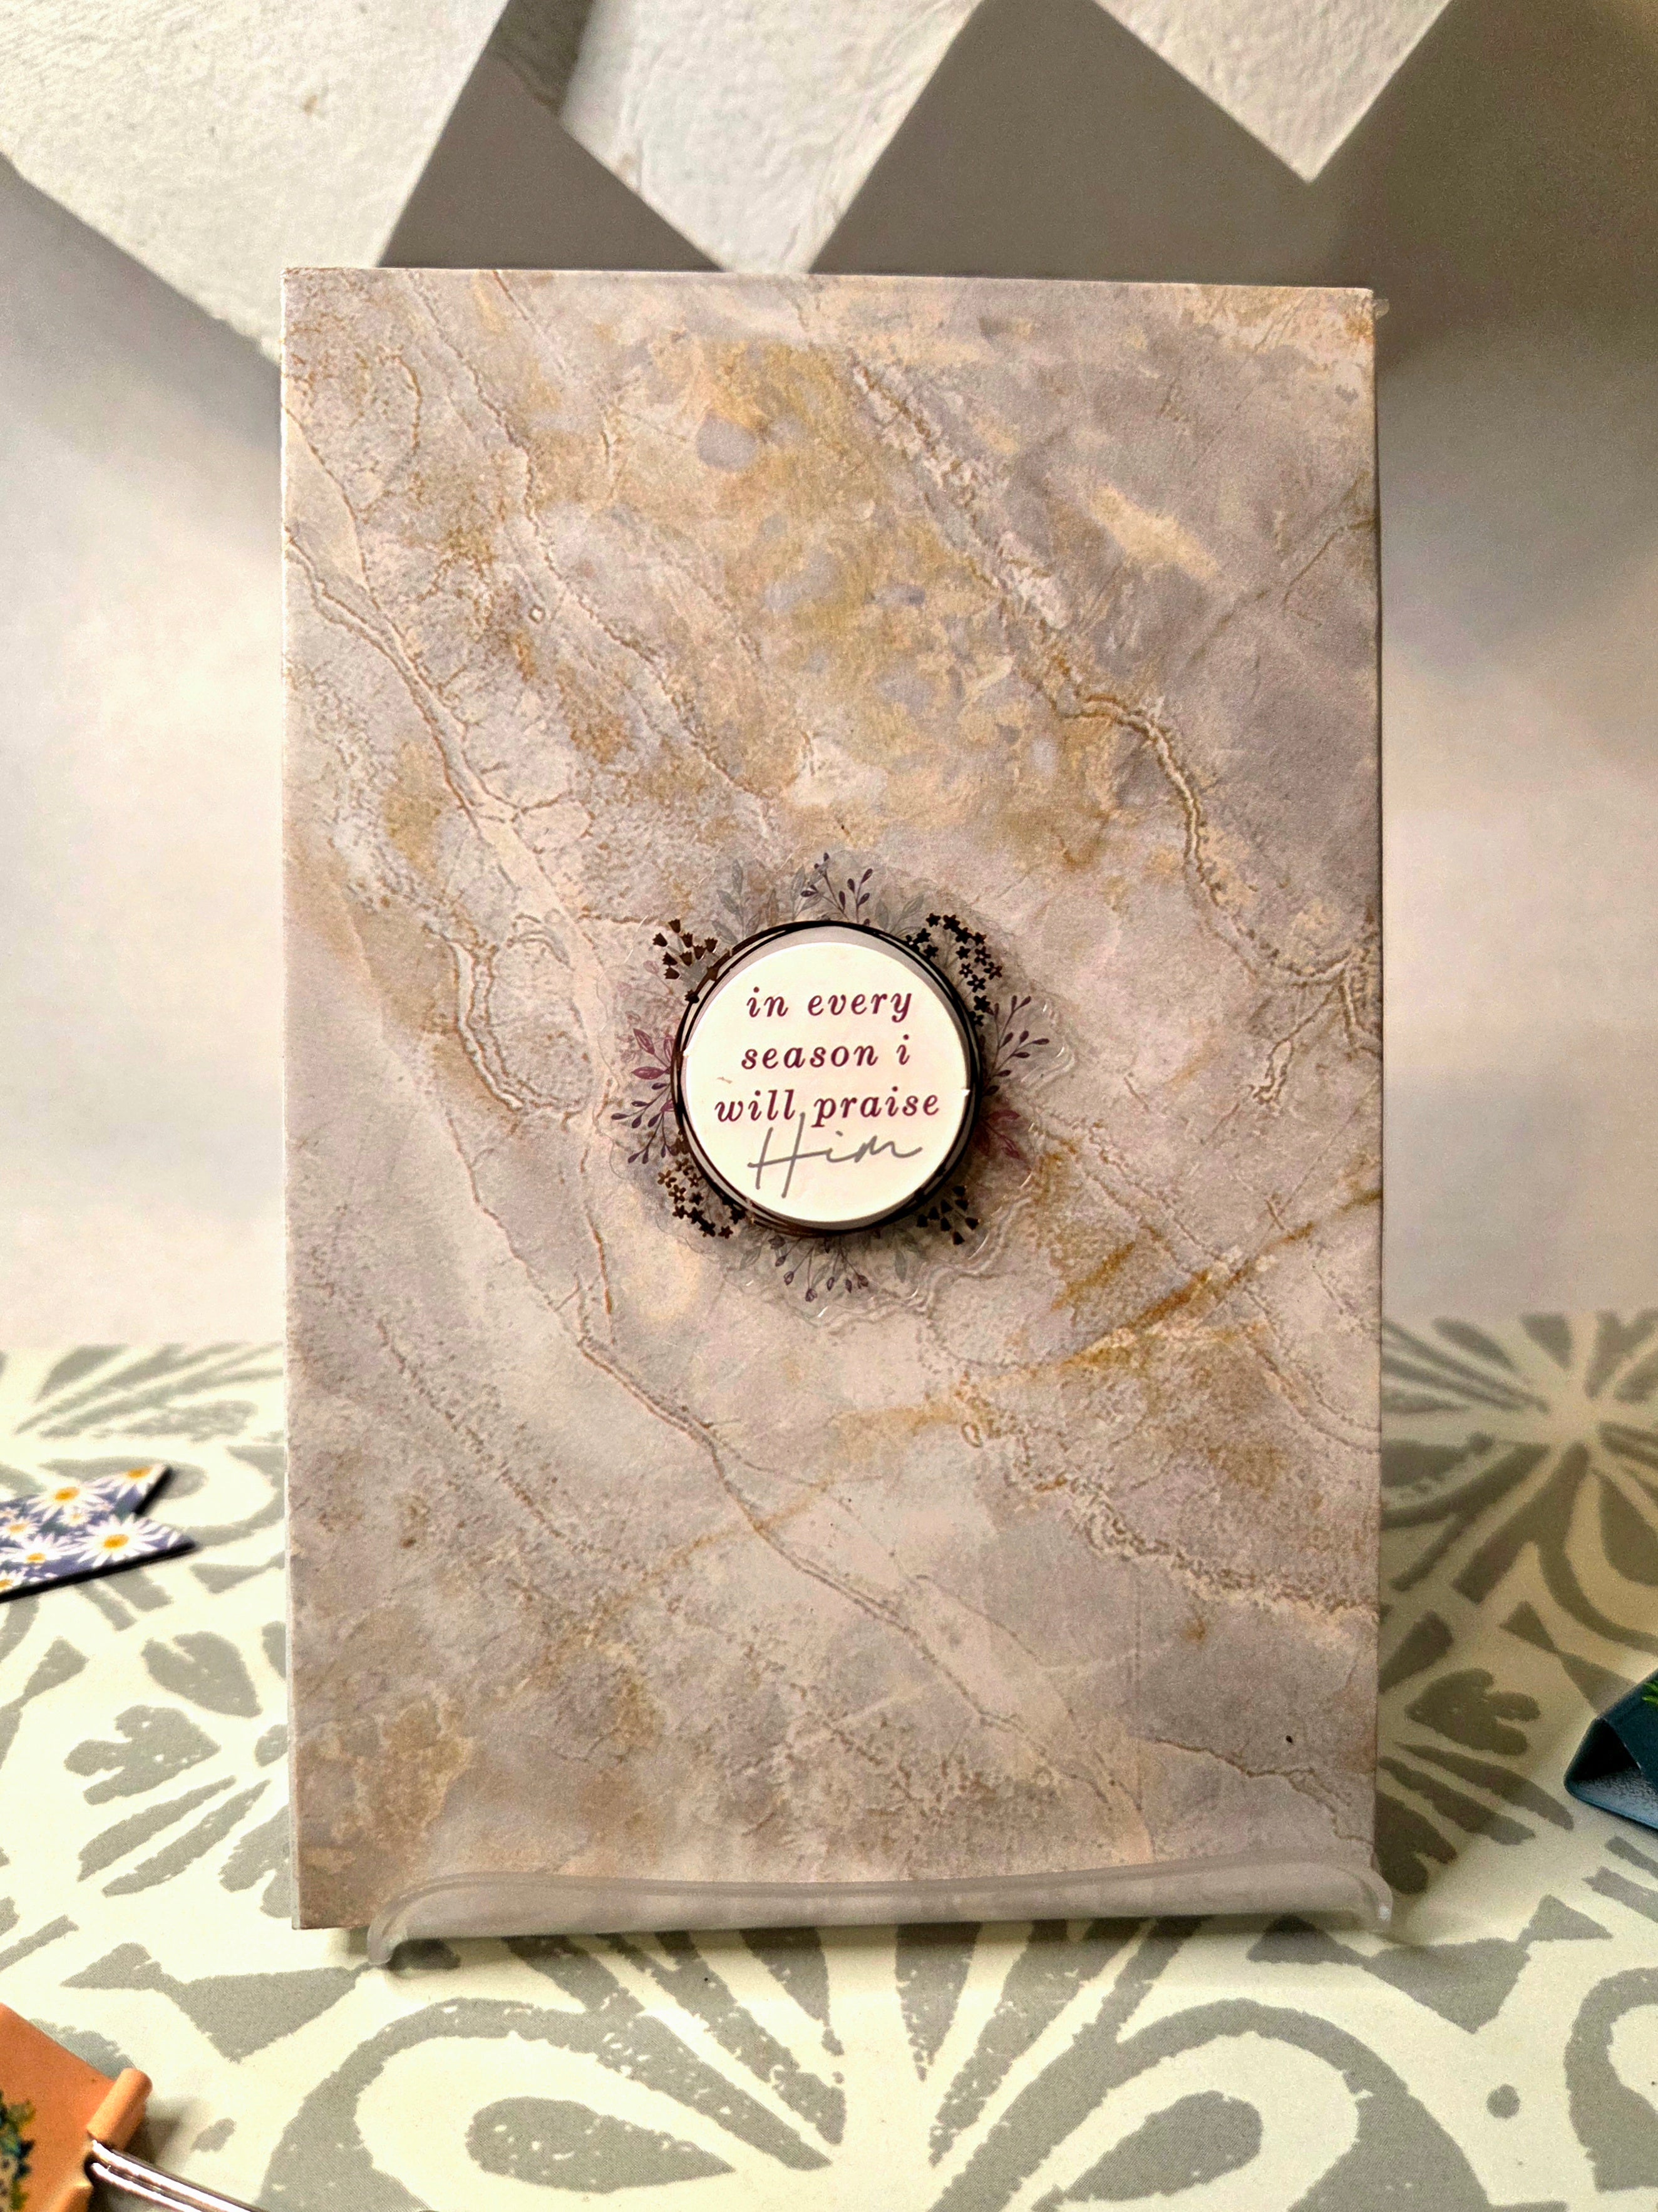 in every
season i
will praise
Him